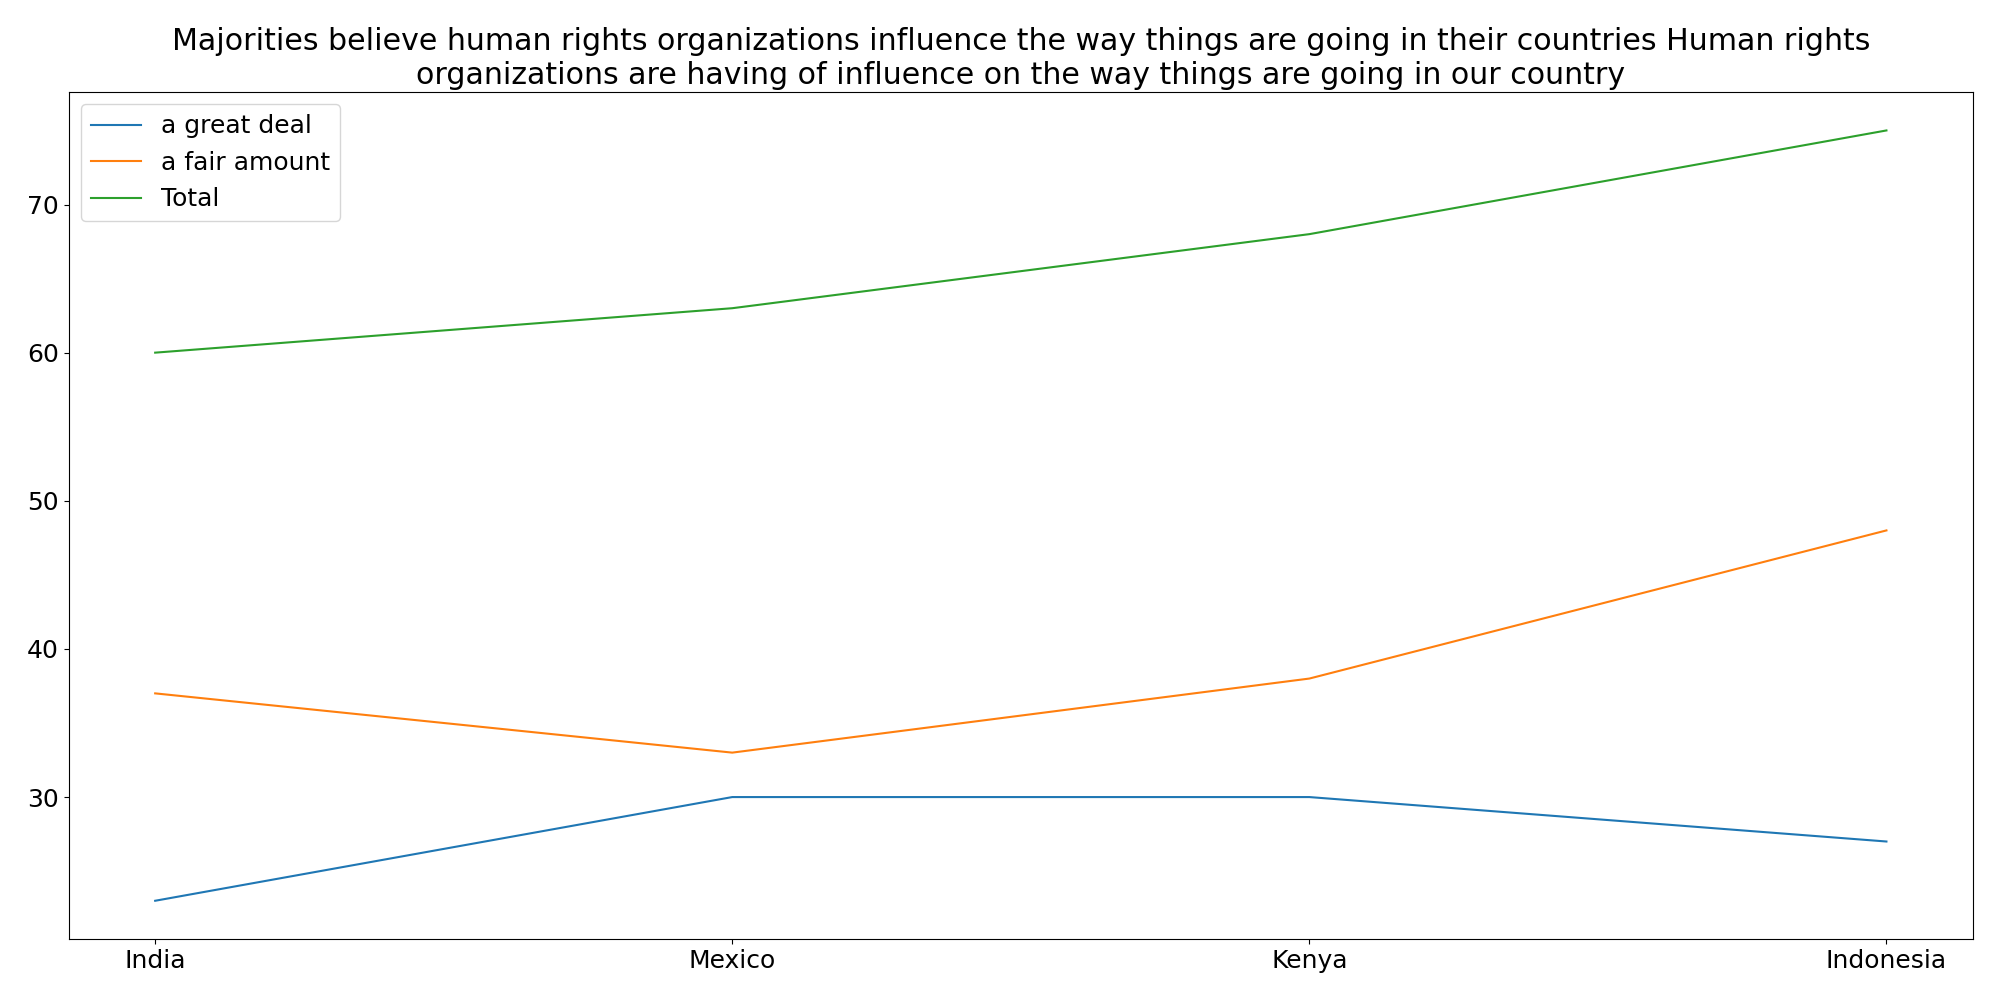 Majorities believe human rights organizations influence the way things are going in their countries Human rights
organizations are having of influence on the way things are going in our country
a great deal
a fair amount
Total
70
60
50
40
30
India
Mexico
Kenya
Indonesia